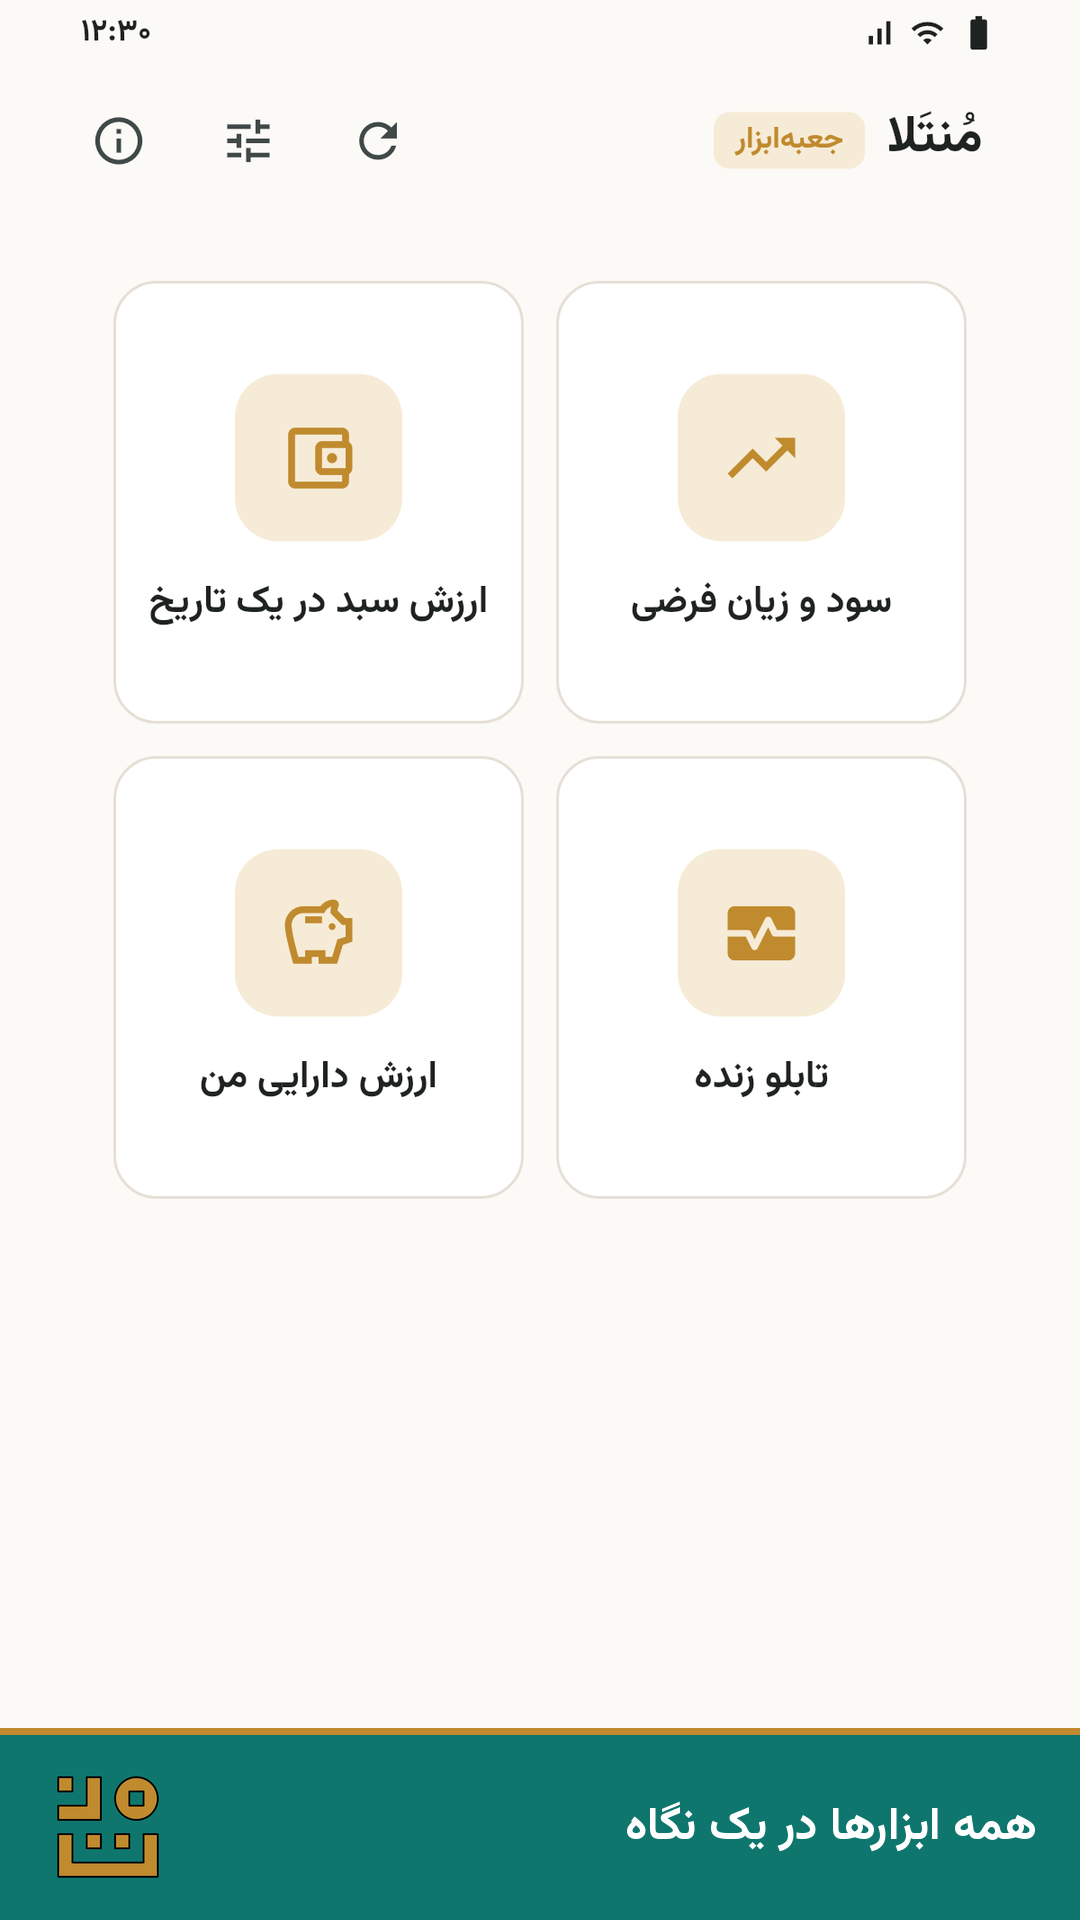 ۱۲:۳۰
مُنتَلا جعبه‌ابزار
سود و زیان فرضی
ارزش سبد در یک تاریخ
تابلو زنده
ارزش دارایی من
همه ابزارها در یک نگاه